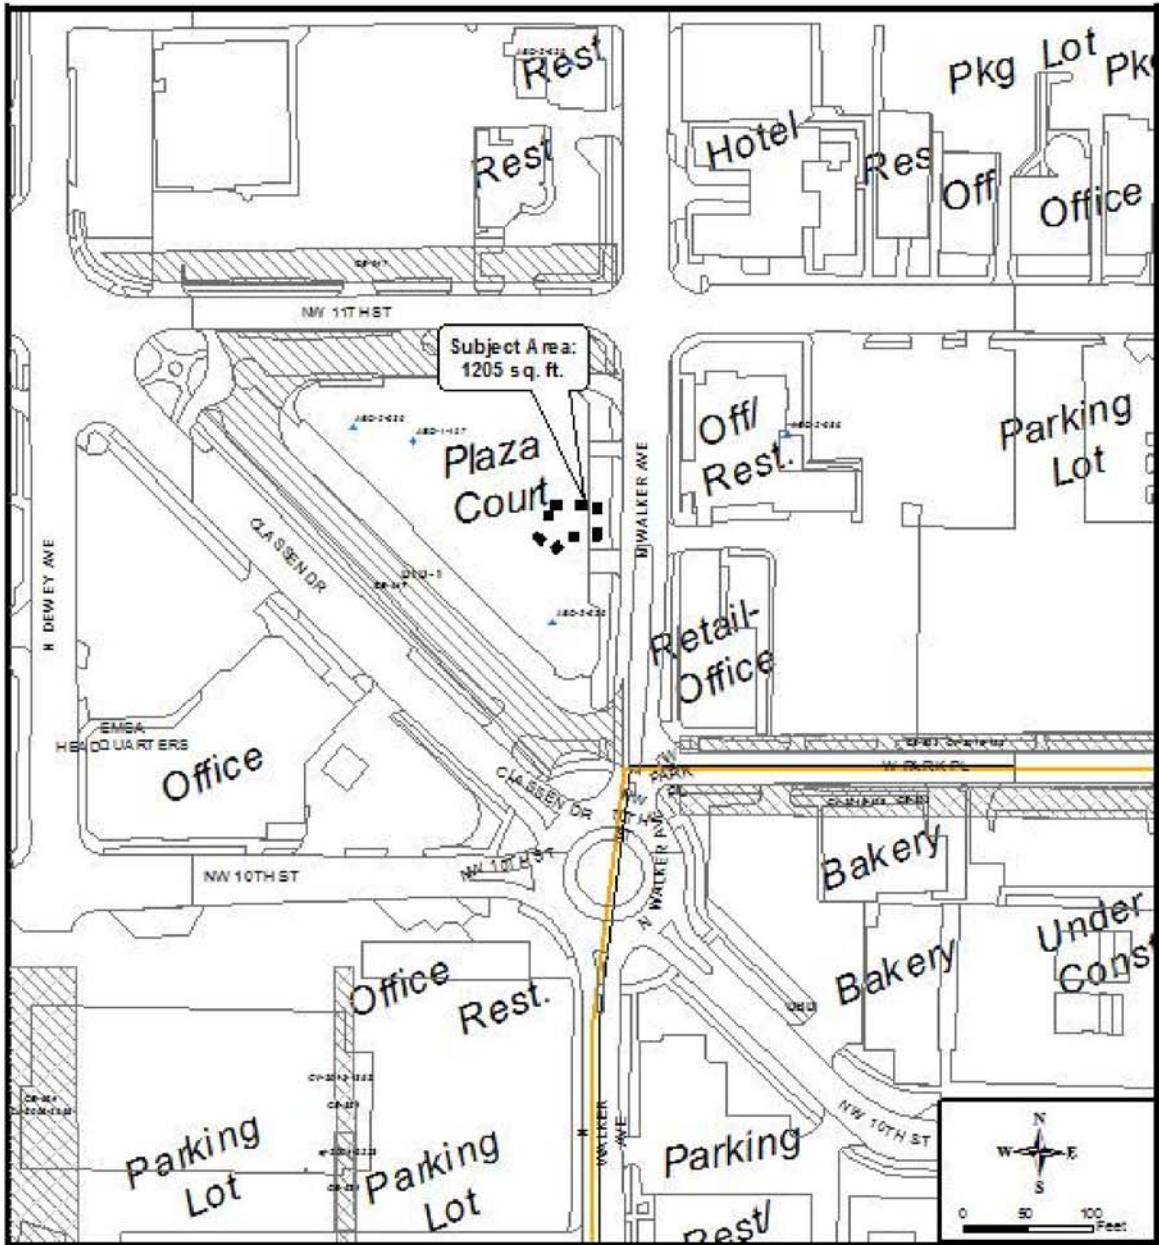 Rest
Pkg Lot
Rest
Hotel
Res
Off
Office
NW 11TH ST
Subject Area:
1205 sq. ft.
Plaza
Court
Off/
Rest.
Parking
Lot
N WALKER AVE
N DEWEY AVE
CLASSEN DR
Retail-
Office
EMSA
HEADQUARTERS
Office
CLASSEN DR
W PARK PL
Bakery
NW 10TH ST
NW 10TH ST
N WALKER AVE
Under
Const
Bakery
Office
Rest.
DBD
NW 10TH ST
Parking
Lot
Parking
Lot
N WALKER AVE
Parking
Rest/
N
W E
S
0 50 100
Feet